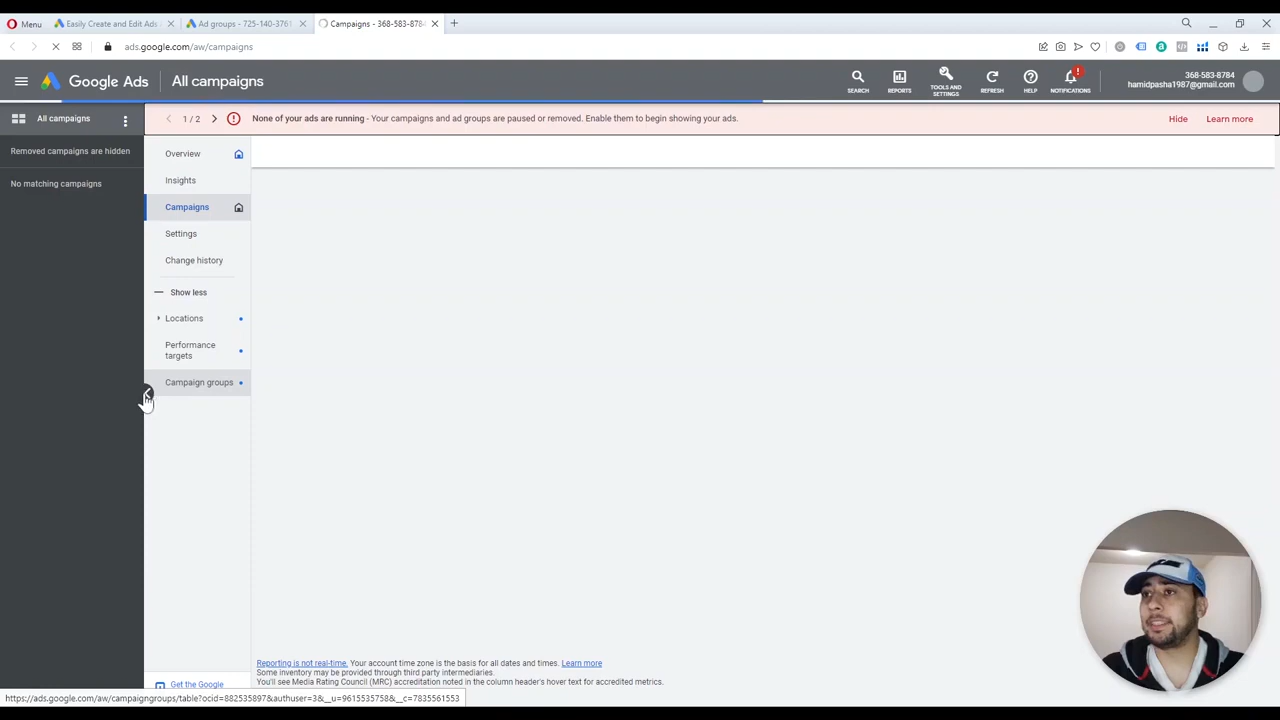 Menu
Easily Create and Edit Ads
Ad groups - 725-140-3761
Campaigns - 368-583-878
ads.google.com/aw/campaigns
Google Ads
All campaigns
SEARCH
REPORTS
TOOLS AND
SETTINGS
REFRESH
HELP
!
NOTIFICATIONS
368-583-8784
hamidpasha1987@gmail.com
All campaigns
1 / 2
None of your ads are running - Your campaigns and ad groups are paused or removed. Enable them to begin showing your ads.
Hide
Learn more
Removed campaigns are hidden
No matching campaigns
Overview
Insights
Campaigns
Settings
Change history
Show less
Locations
Performance
targets
Campaign groups
Reporting is not real-time. Your account time zone is the basis for all dates and times. Learn more
Some inventory may be provided through third party intermediaries.
You'll see Media Rating Council (MRC) accreditation noted in the column header's hover text for accredited metrics.
Get the Google
https://ads.google.com/aw/campaigngroups/table?ocid=882535897&authuser=3&__u=9615535758&__c=7835561553